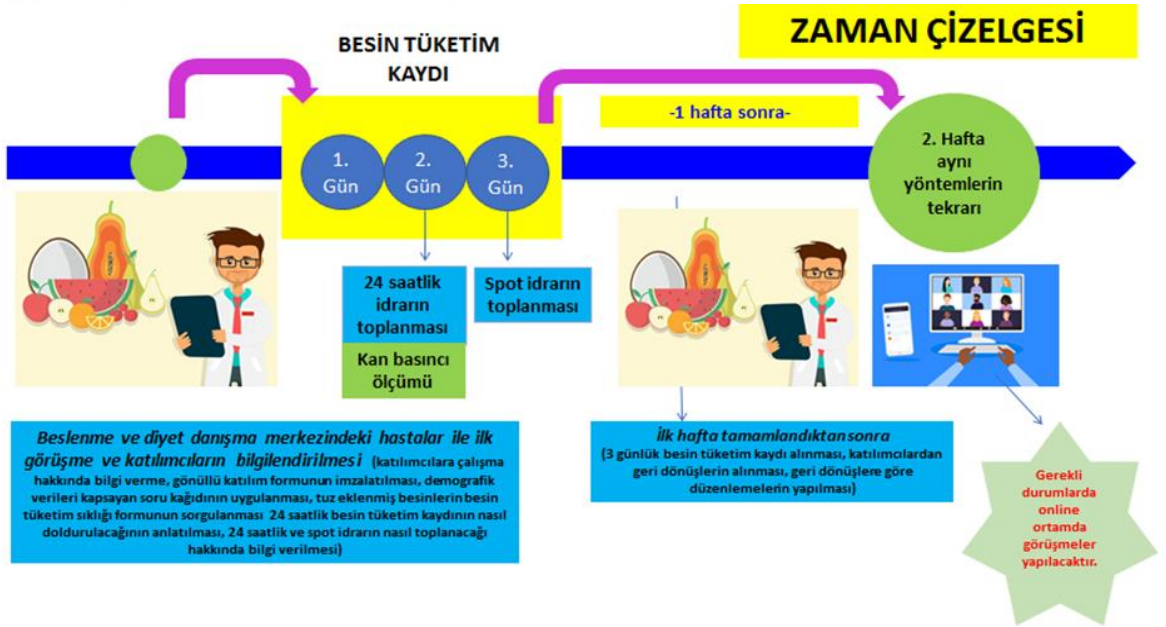 ZAMAN ÇİZELGESİ
BESİN TÜKETİM
KAYDI
-1 hafta sonra-
1.
Gün
2.
Gün
3.
Gün
2. Hafta
aynı
yöntemlerin
tekrarı
24 saatlik
idrarın
toplanması
Kan basıncı
ölçümü
Spot idrarın
toplanması
Beslenme ve diyet danışma merkezindeki hastalar ile ilk
görüşme ve katılımcıların bilgilendirilmesi (katılımcılara çalışma
hakkında bilgi verme, gönüllü katılım formunun imzalatılması, demografik
verileri kapsayan soru kağıdının uygulanması, tuz eklenmiş besinlerin besin
tüketim sıklığı formunun sorgulanması 24 saatlik besin tüketim kaydının nasıl
doldurulacağının anlatılması, 24 saatlik ve spot idrarın nasıl toplanacağı
hakkında bilgi verilmesi)
İlk hafta tamamlandıktan sonra
(3 günlük besin tüketim kaydı alınması, katılımcılardan
geri dönüşlerin alınması, geri dönüşlere göre
düzenlemelerin yapılması)
Gerekli
durumlarda
online
ortamda
görüşmeler
yapılacaktır.